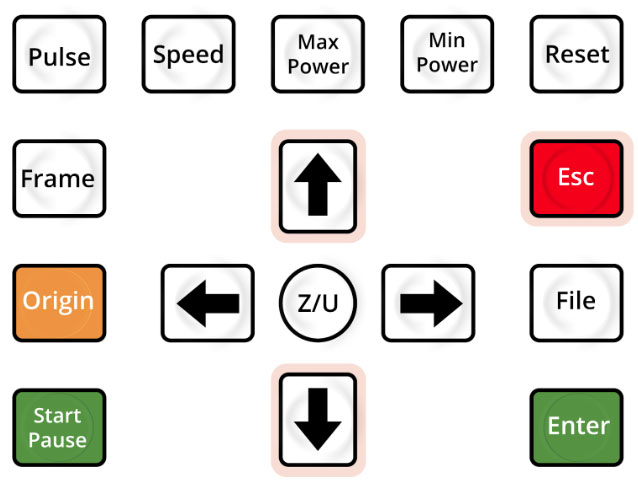 Pulse
Speed
Max
Power
Min
Power
Reset
Frame
Esc
Origin
Z/U
File
Start
Pause
Enter